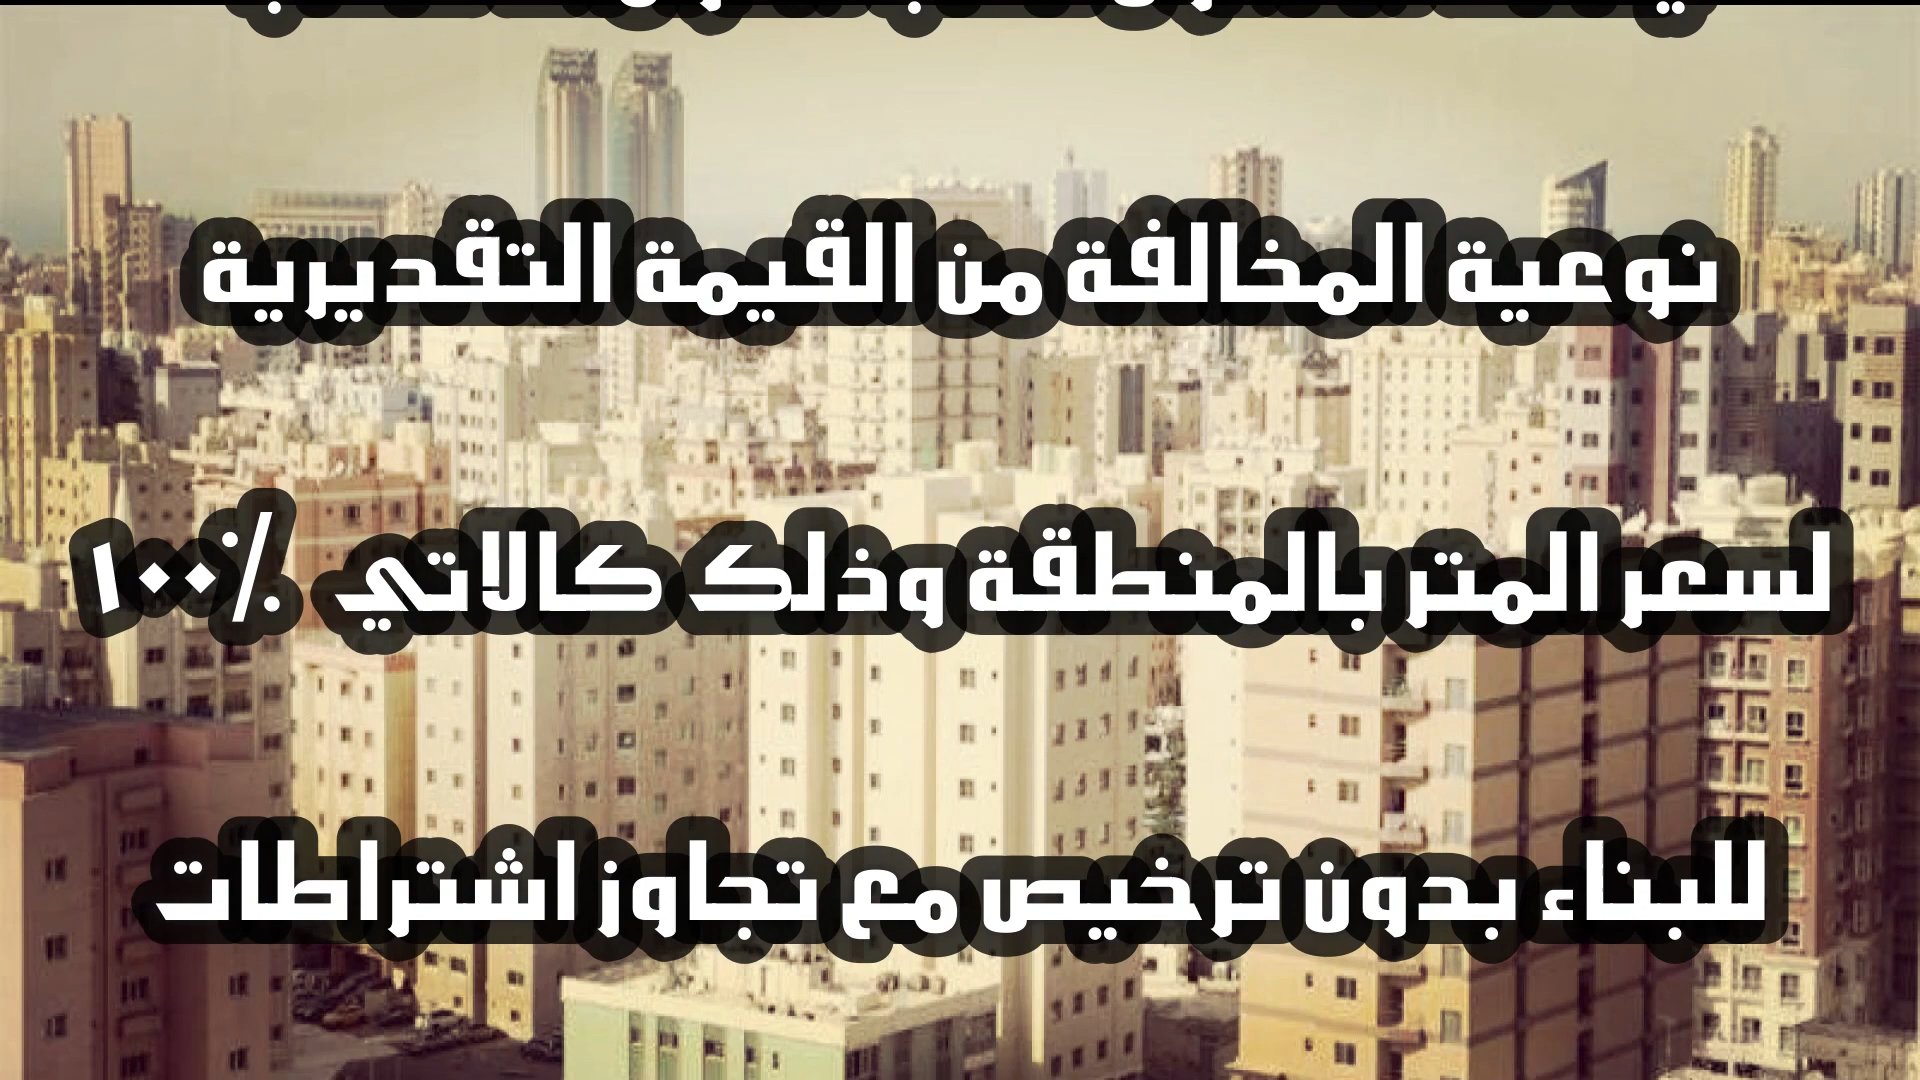 نوعية المخالفة من القيمة التقديرية
لسعر المتر بالمنطقة وذلك كالاتي ١٠٠٪
للبناء بدون ترخيص مع تجاوز اشتراطات